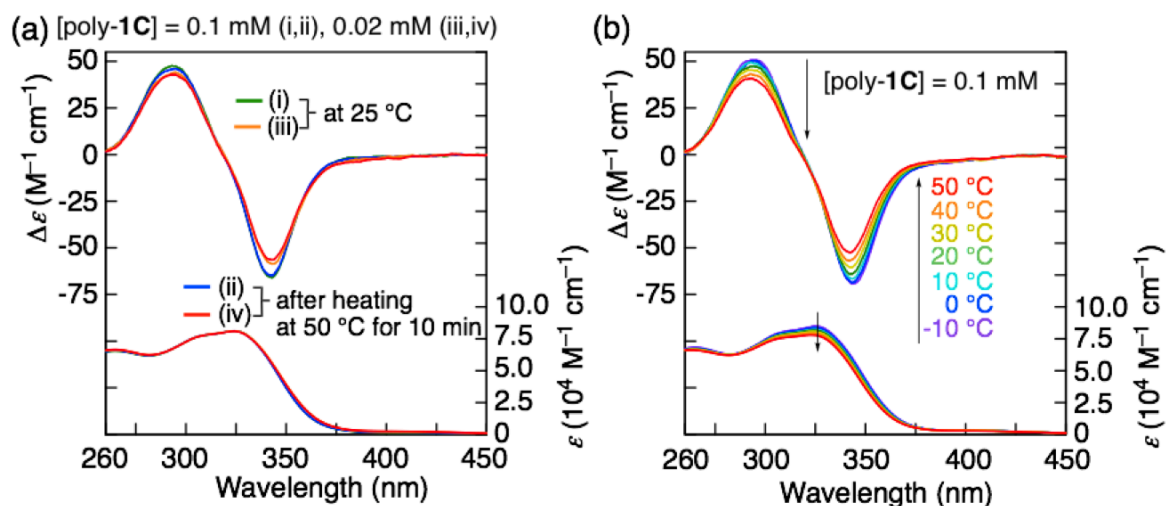 (a) [poly-1C] = 0.1 mM (i,ii), 0.02 mM (iii,iv)
50
25
0
-25
-50
-75
Δε (M⁻¹ cm⁻¹)
(i)
(iii)
at 25 °C
(ii)
(iv)
after heating
at 50 °C for 10 min
10.0
7.5
5.0
2.5
0
ε (10⁴ M⁻¹ cm⁻¹)
260 300 350 400 450
Wavelength (nm)
(b)
[poly-1C] = 0.1 mM
50
25
0
-25
-50
-75
Δε (M⁻¹ cm⁻¹)
50 °C
40 °C
30 °C
20 °C
10 °C
0 °C
-10 °C
10.0
7.5
5.0
2.5
0
ε (10⁴ M⁻¹ cm⁻¹)
260 300 350 400 450
Wavelength (nm)